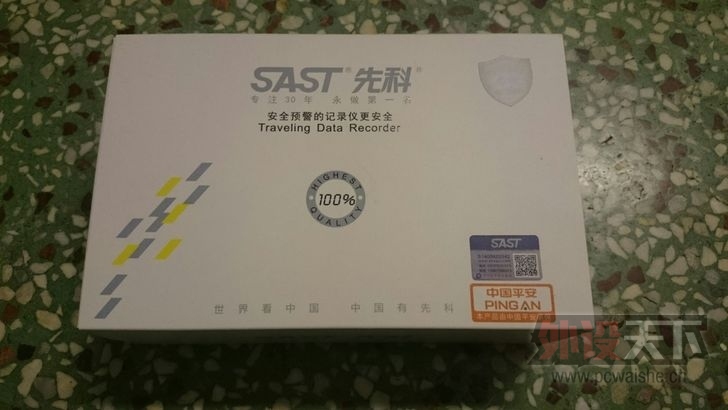 SAST® 先科®
专注30年 永做第一名
安全预警的记录仪更安全
Traveling Data Recorder
HIGHEST
100%
QUALITY
SAST
中国平安
PING AN
世界看中国 中国有先科
外设天下
www.pcwaishe.cn